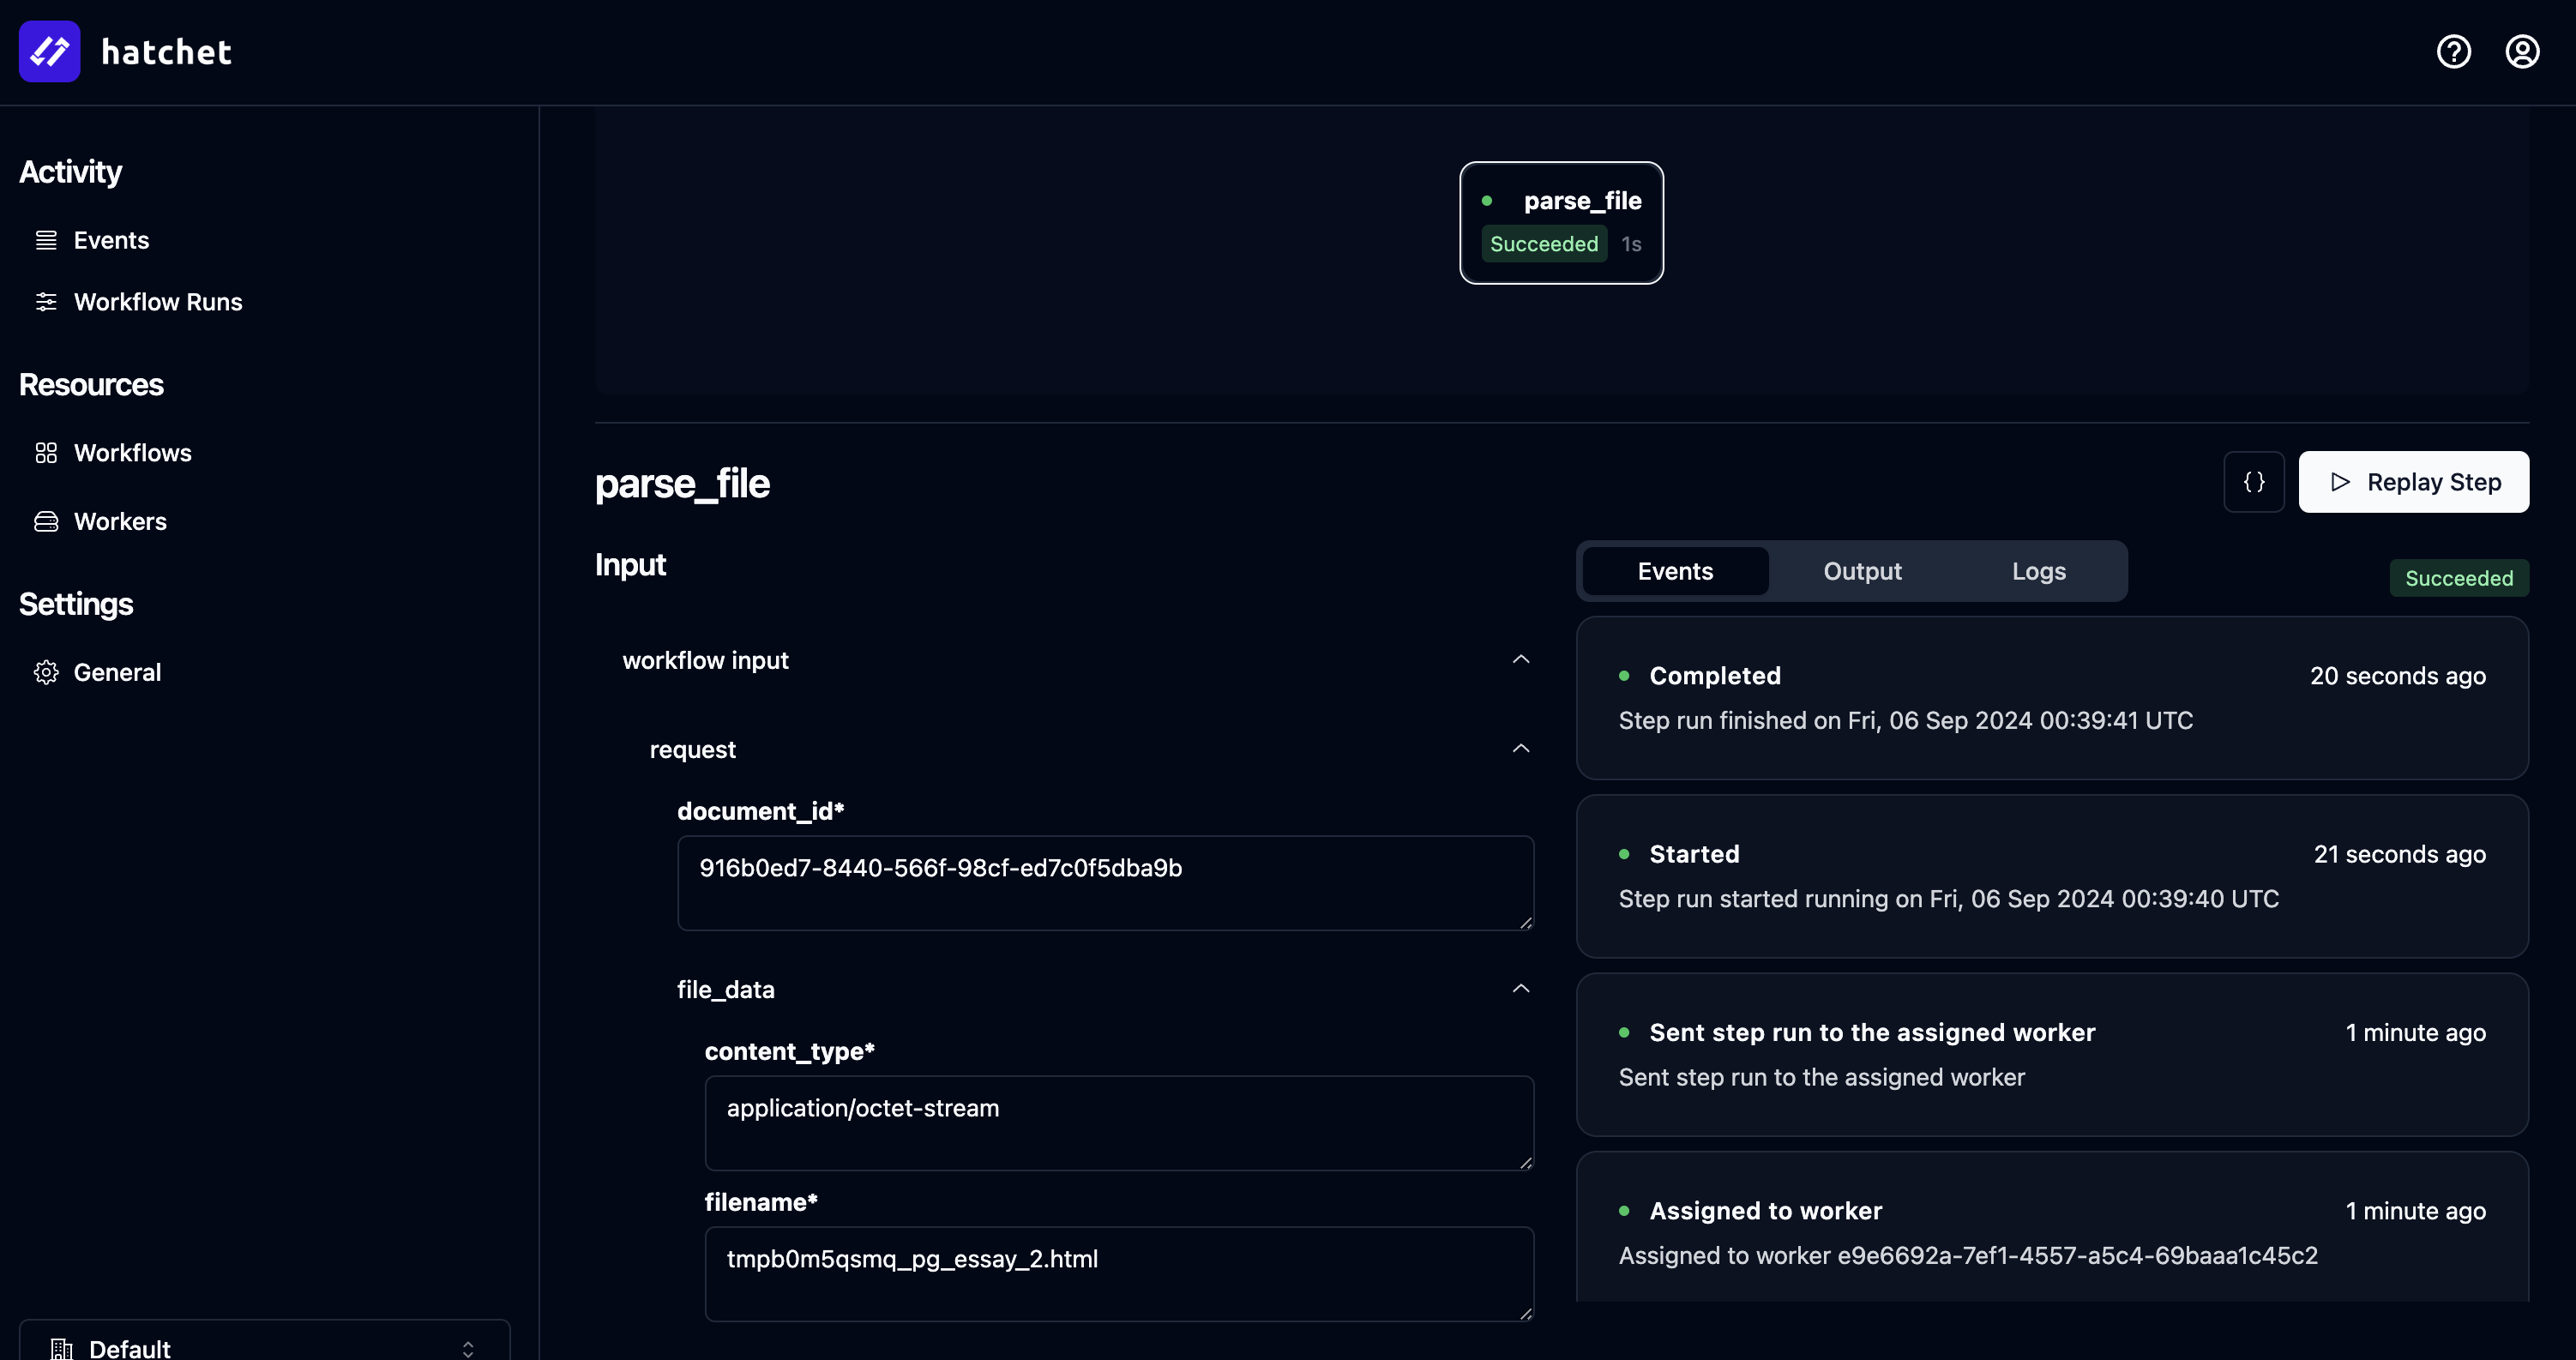 hatchet
Activity
Events
Workflow Runs
Resources
Workflows
Workers
Settings
General
Default
parse_file
Succeeded 1s
parse_file
{ }
Replay Step
Input
workflow input
request
document_id*
916b0ed7-8440-566f-98cf-ed7c0f5dba9b
file_data
content_type*
application/octet-stream
filename*
tmpb0m5qsmq_pg_essay_2.html
Events Output Logs
Succeeded
Completed 20 seconds ago
Step run finished on Fri, 06 Sep 2024 00:39:41 UTC
Started 21 seconds ago
Step run started running on Fri, 06 Sep 2024 00:39:40 UTC
Sent step run to the assigned worker 1 minute ago
Sent step run to the assigned worker
Assigned to worker 1 minute ago
Assigned to worker e9e6692a-7ef1-4557-a5c4-69baaa1c45c2